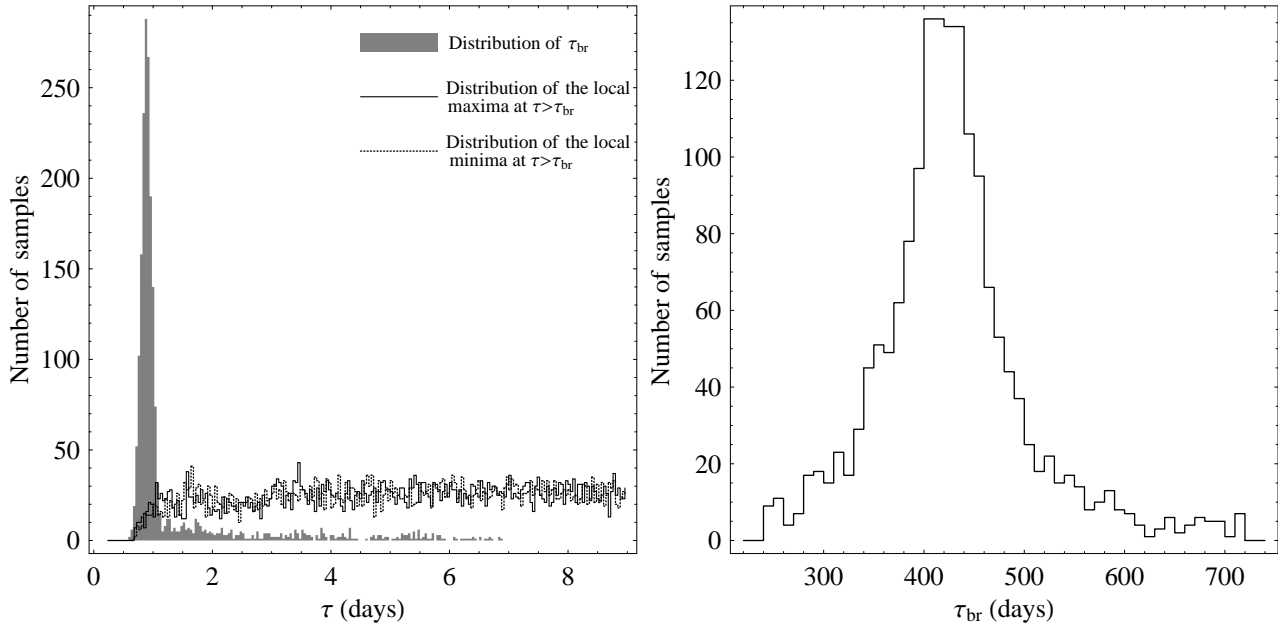 250
200
150
100
50
0
Number of samples
Distribution of τbr
Distribution of the local
maxima at τ>τbr
Distribution of the local
minima at τ>τbr
0 2 4 6 8
τ (days)
120
100
80
60
40
20
0
Number of samples
300 400 500 600 700
τbr (days)